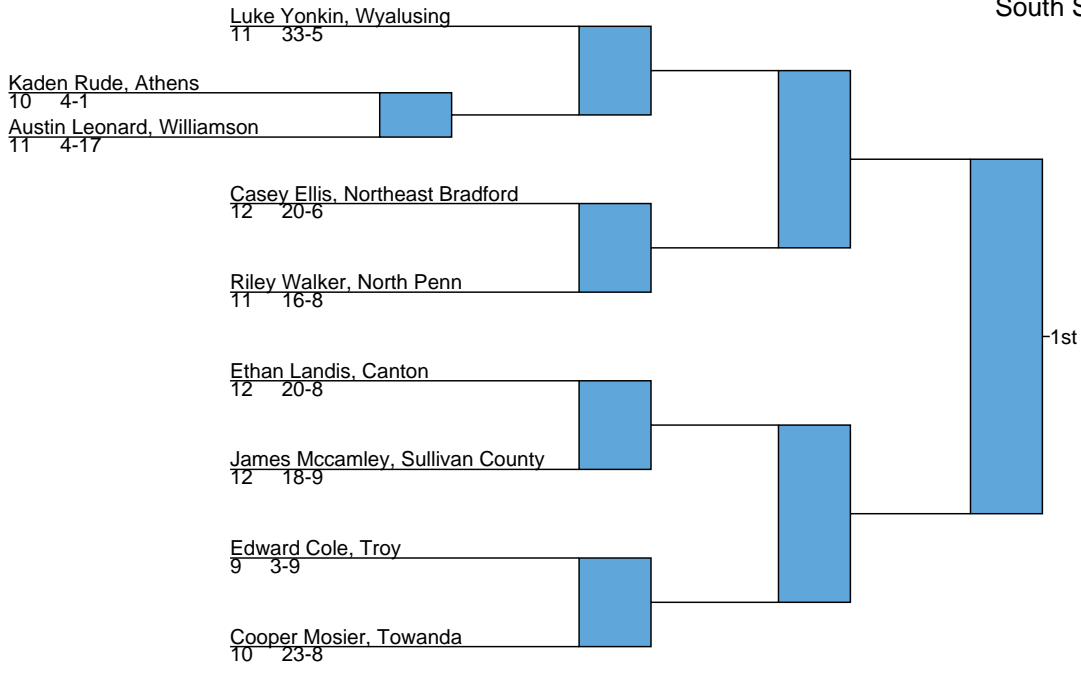 South S
Luke Yonkin, Wyalusing
11 33-5
Kaden Rude, Athens
10 4-1
Austin Leonard, Williamson
11 4-17
Casey Ellis, Northeast Bradford
12 20-6
Riley Walker, North Penn
11 16-8
1st
Ethan Landis, Canton
12 20-8
James Mccamley, Sullivan County
12 18-9
Edward Cole, Troy
9 3-9
Cooper Mosier, Towanda
10 23-8